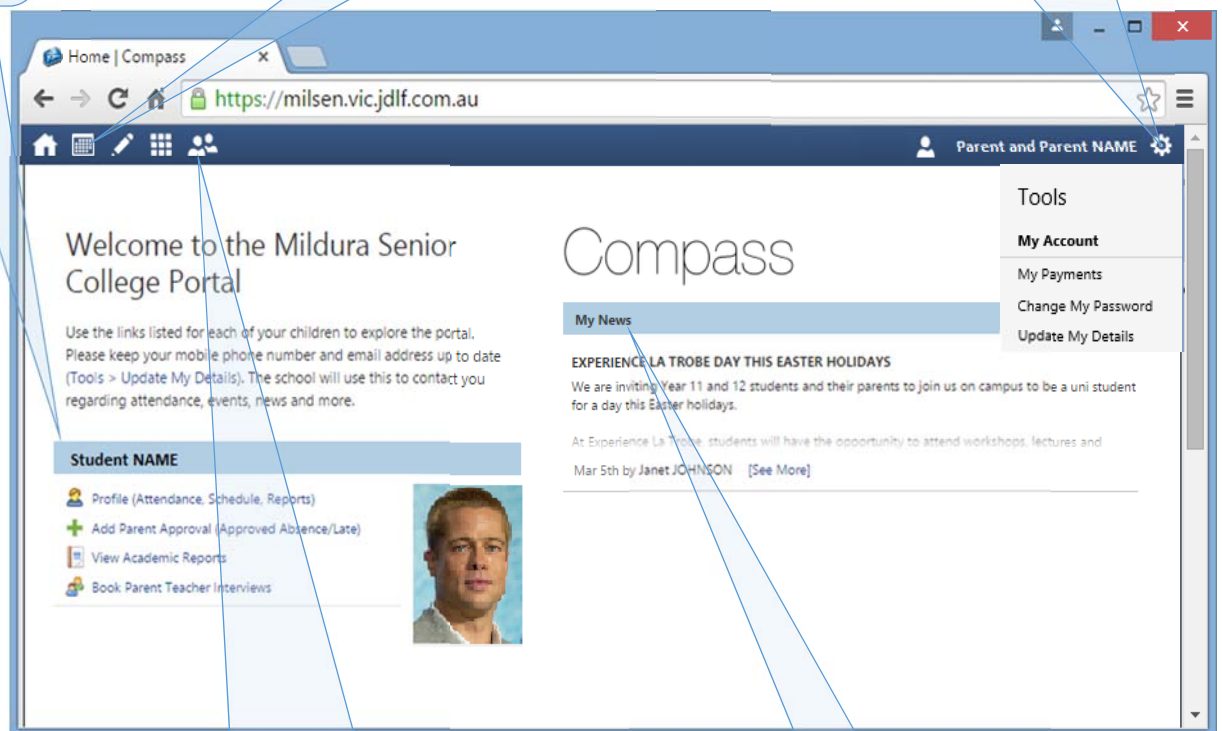 Home | Compass
https://milsen.vic.jdlf.com.au
Parent and Parent NAME
Tools
My Account
My Payments
Change My Password
Update My Details
Welcome to the Mildura Senior
College Portal
Use the links listed for each of your children to explore the portal.
Please keep your mobile phone number and email address up to date
(Tools > Update My Details). The school will use this to contact you
regarding attendance, events, news and more.
Student NAME
Profile (Attendance, Schedule, Reports)
Add Parent Approval (Approved Absence/Late)
View Academic Reports
Book Parent Teacher Interviews
Compass
My News
EXPERIENCE LA TROBE DAY THIS EASTER HOLIDAYS
We are inviting Year 11 and 12 students and their parents to join us on campus to be a uni student
for a day this Easter holidays.
At Experience La Trobe, students will have the opportunity to attend workshops, lectures and
Mar 5th by Janet JOHNSON [See More]